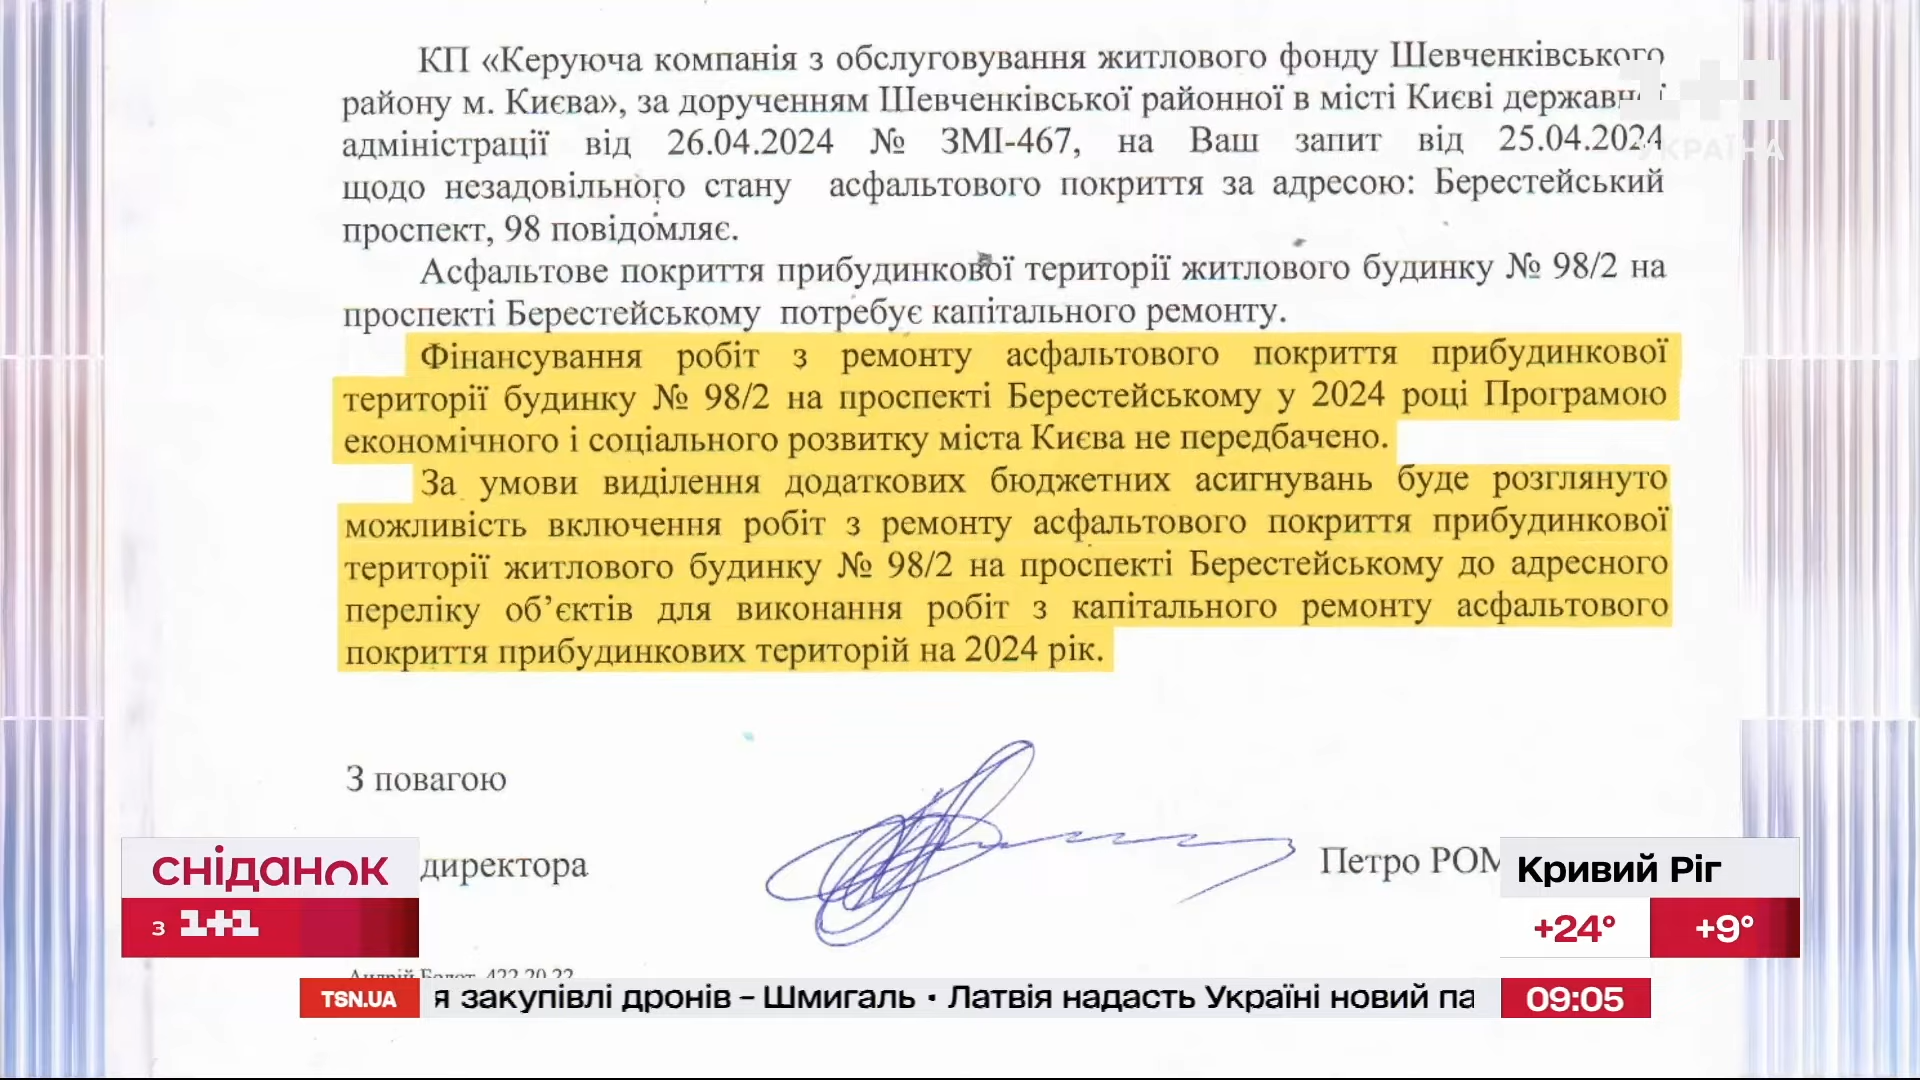 КП «Керуюча компанія з обслуговування житлового фонду Шевченківського
району м. Києва», за дорученням Шевченківської районної в місті Києві державної
адміністрації від 26.04.2024 № ЗМІ-467, на Ваш запит від 25.04.2024
щодо незадовільного стану асфальтового покриття за адресою: Берестейський
проспект, 98 повідомляє.
Асфальтове покриття прибудинкової території житлового будинку № 98/2 на
проспекті Берестейському потребує капітального ремонту.
Фінансування робіт з ремонту асфальтового покриття прибудинкової
території будинку № 98/2 на проспекті Берестейському у 2024 році Програмою
економічного і соціального розвитку міста Києва не передбачено.
За умови виділення додаткових бюджетних асигнувань буде розглянуто
можливість включення робіт з ремонту асфальтового покриття прибудинкової
території житлового будинку № 98/2 на проспекті Берестейському до адресного
переліку об’єктів для виконання робіт з капітального ремонту асфальтового
покриття прибудинкових територій на 2024 рік.
З повагою
директора
Петро РОМ
1+1
УКРАЇНА
СНІДАНОК
з 1+1
Кривий Ріг
+24° +9°
TSN.UA
я закупівлі дронів – Шмигаль • Латвія надасть Україні новий па
09:05